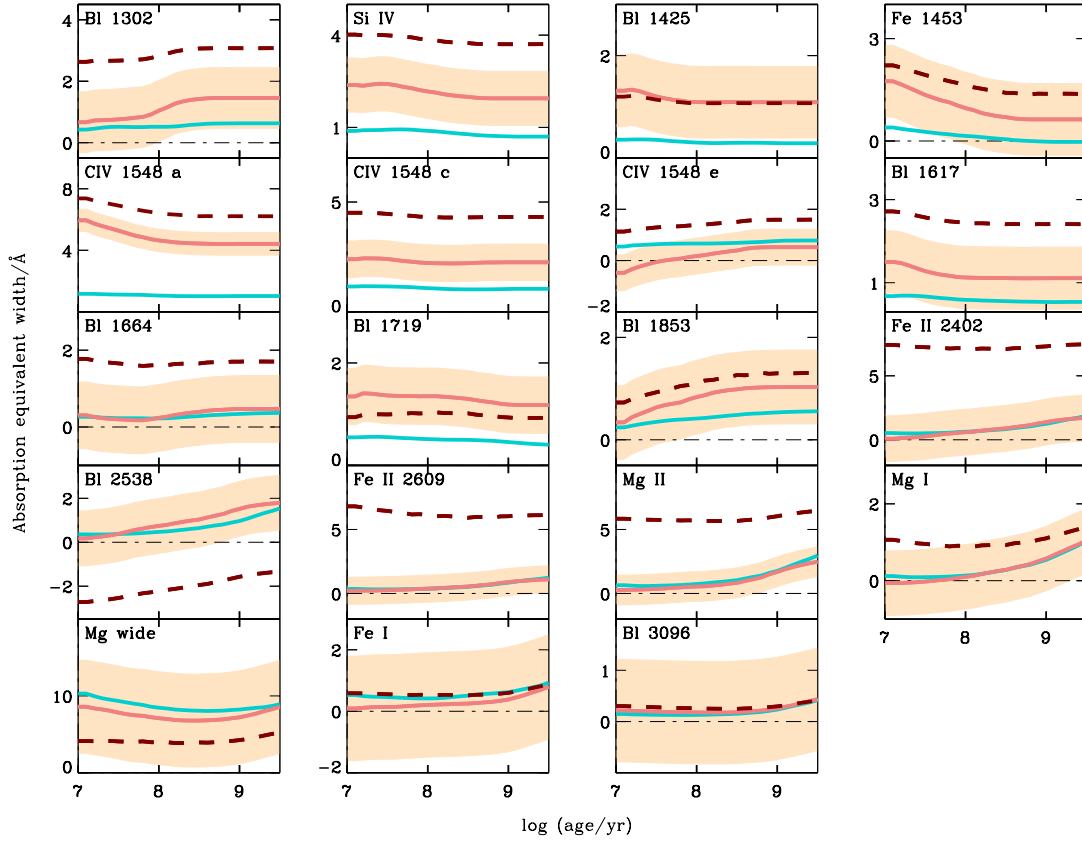 Bl 1302
Si IV
Bl 1425
Fe 1453
4
2
0
4
1
2
0
3
1
0
CIV 1548 a
CIV 1548 c
CIV 1548 e
Bl 1617
8
4
5
0
2
0
-2
3
1
Bl 1664
Bl 1719
Bl 1853
Fe II 2402
2
0
2
0
2
0
5
0
Bl 2538
Fe II 2609
Mg II
Mg I
2
0
-2
5
0
5
0
2
0
7 8 9
Mg wide
Fe I
Bl 3096
10
0
2
0
-2
1
0
7 8 9
7 8 9
7 8 9
Absorption equivalent width/Å
log (age/yr)